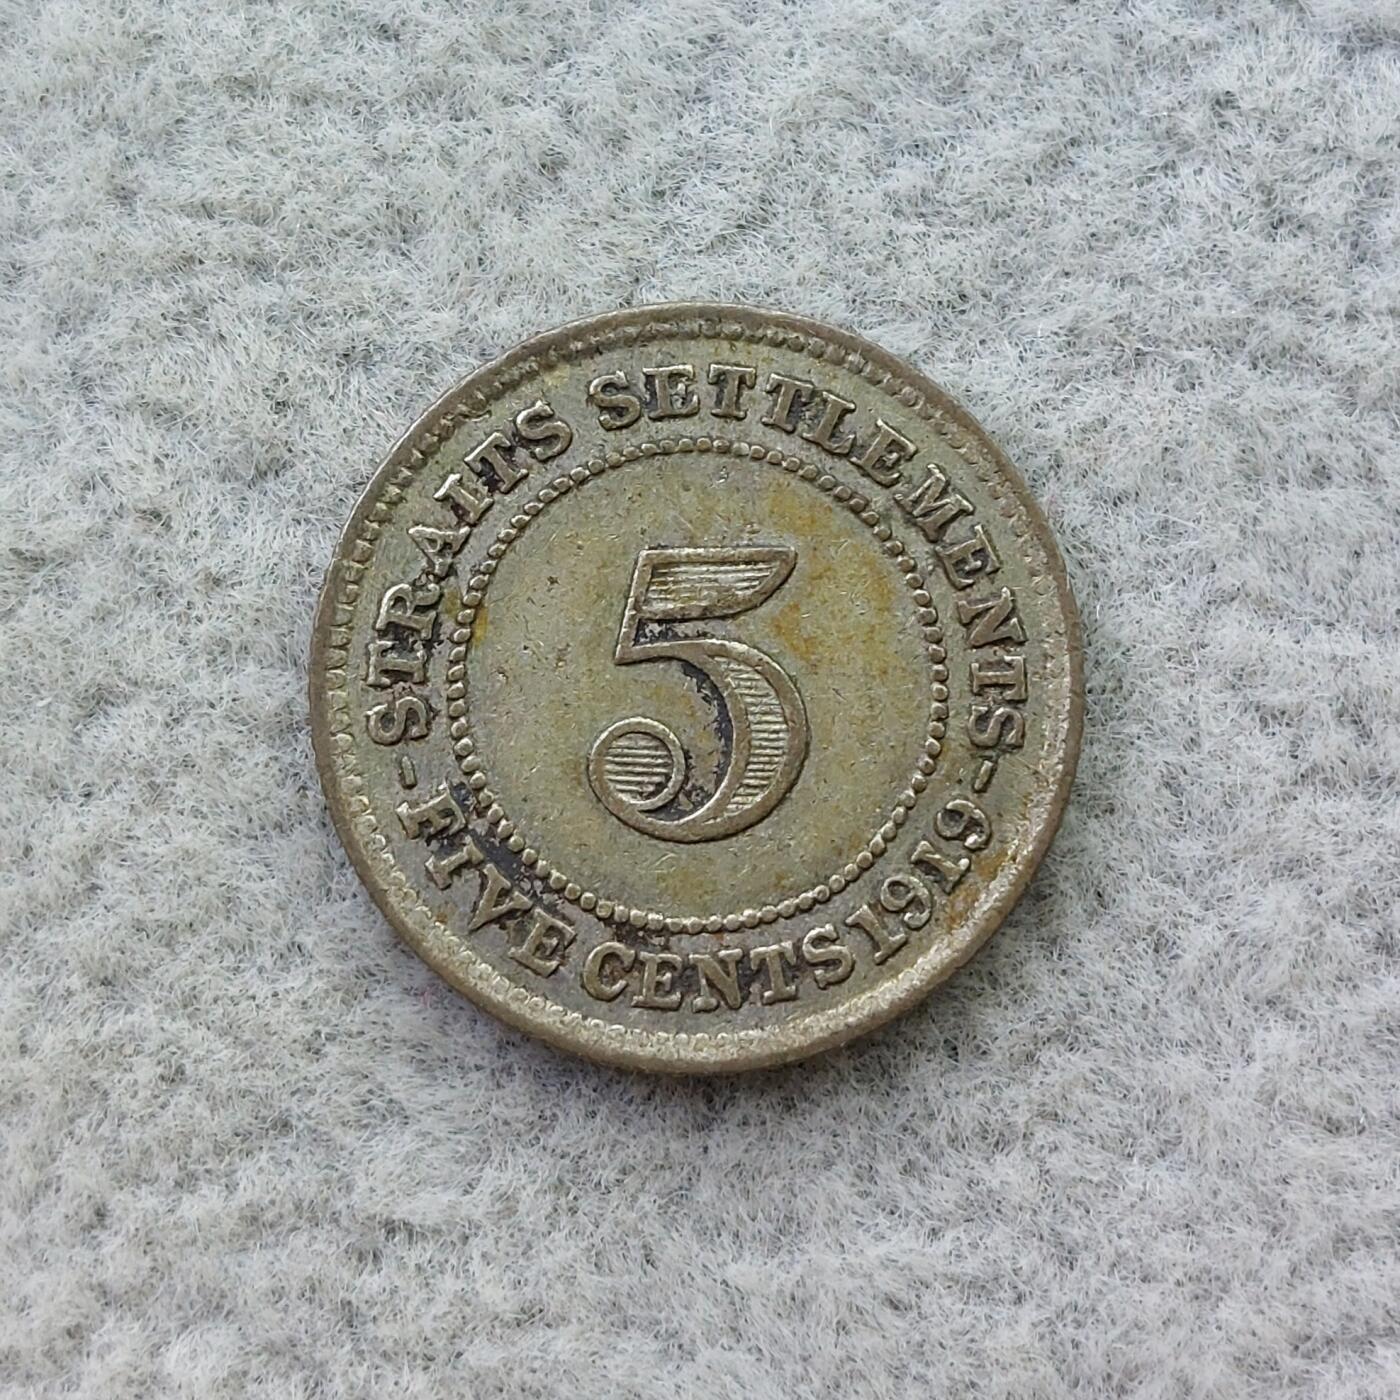 STRAITS SETTLEMENTS
-FIVE CENTS 1919-
5